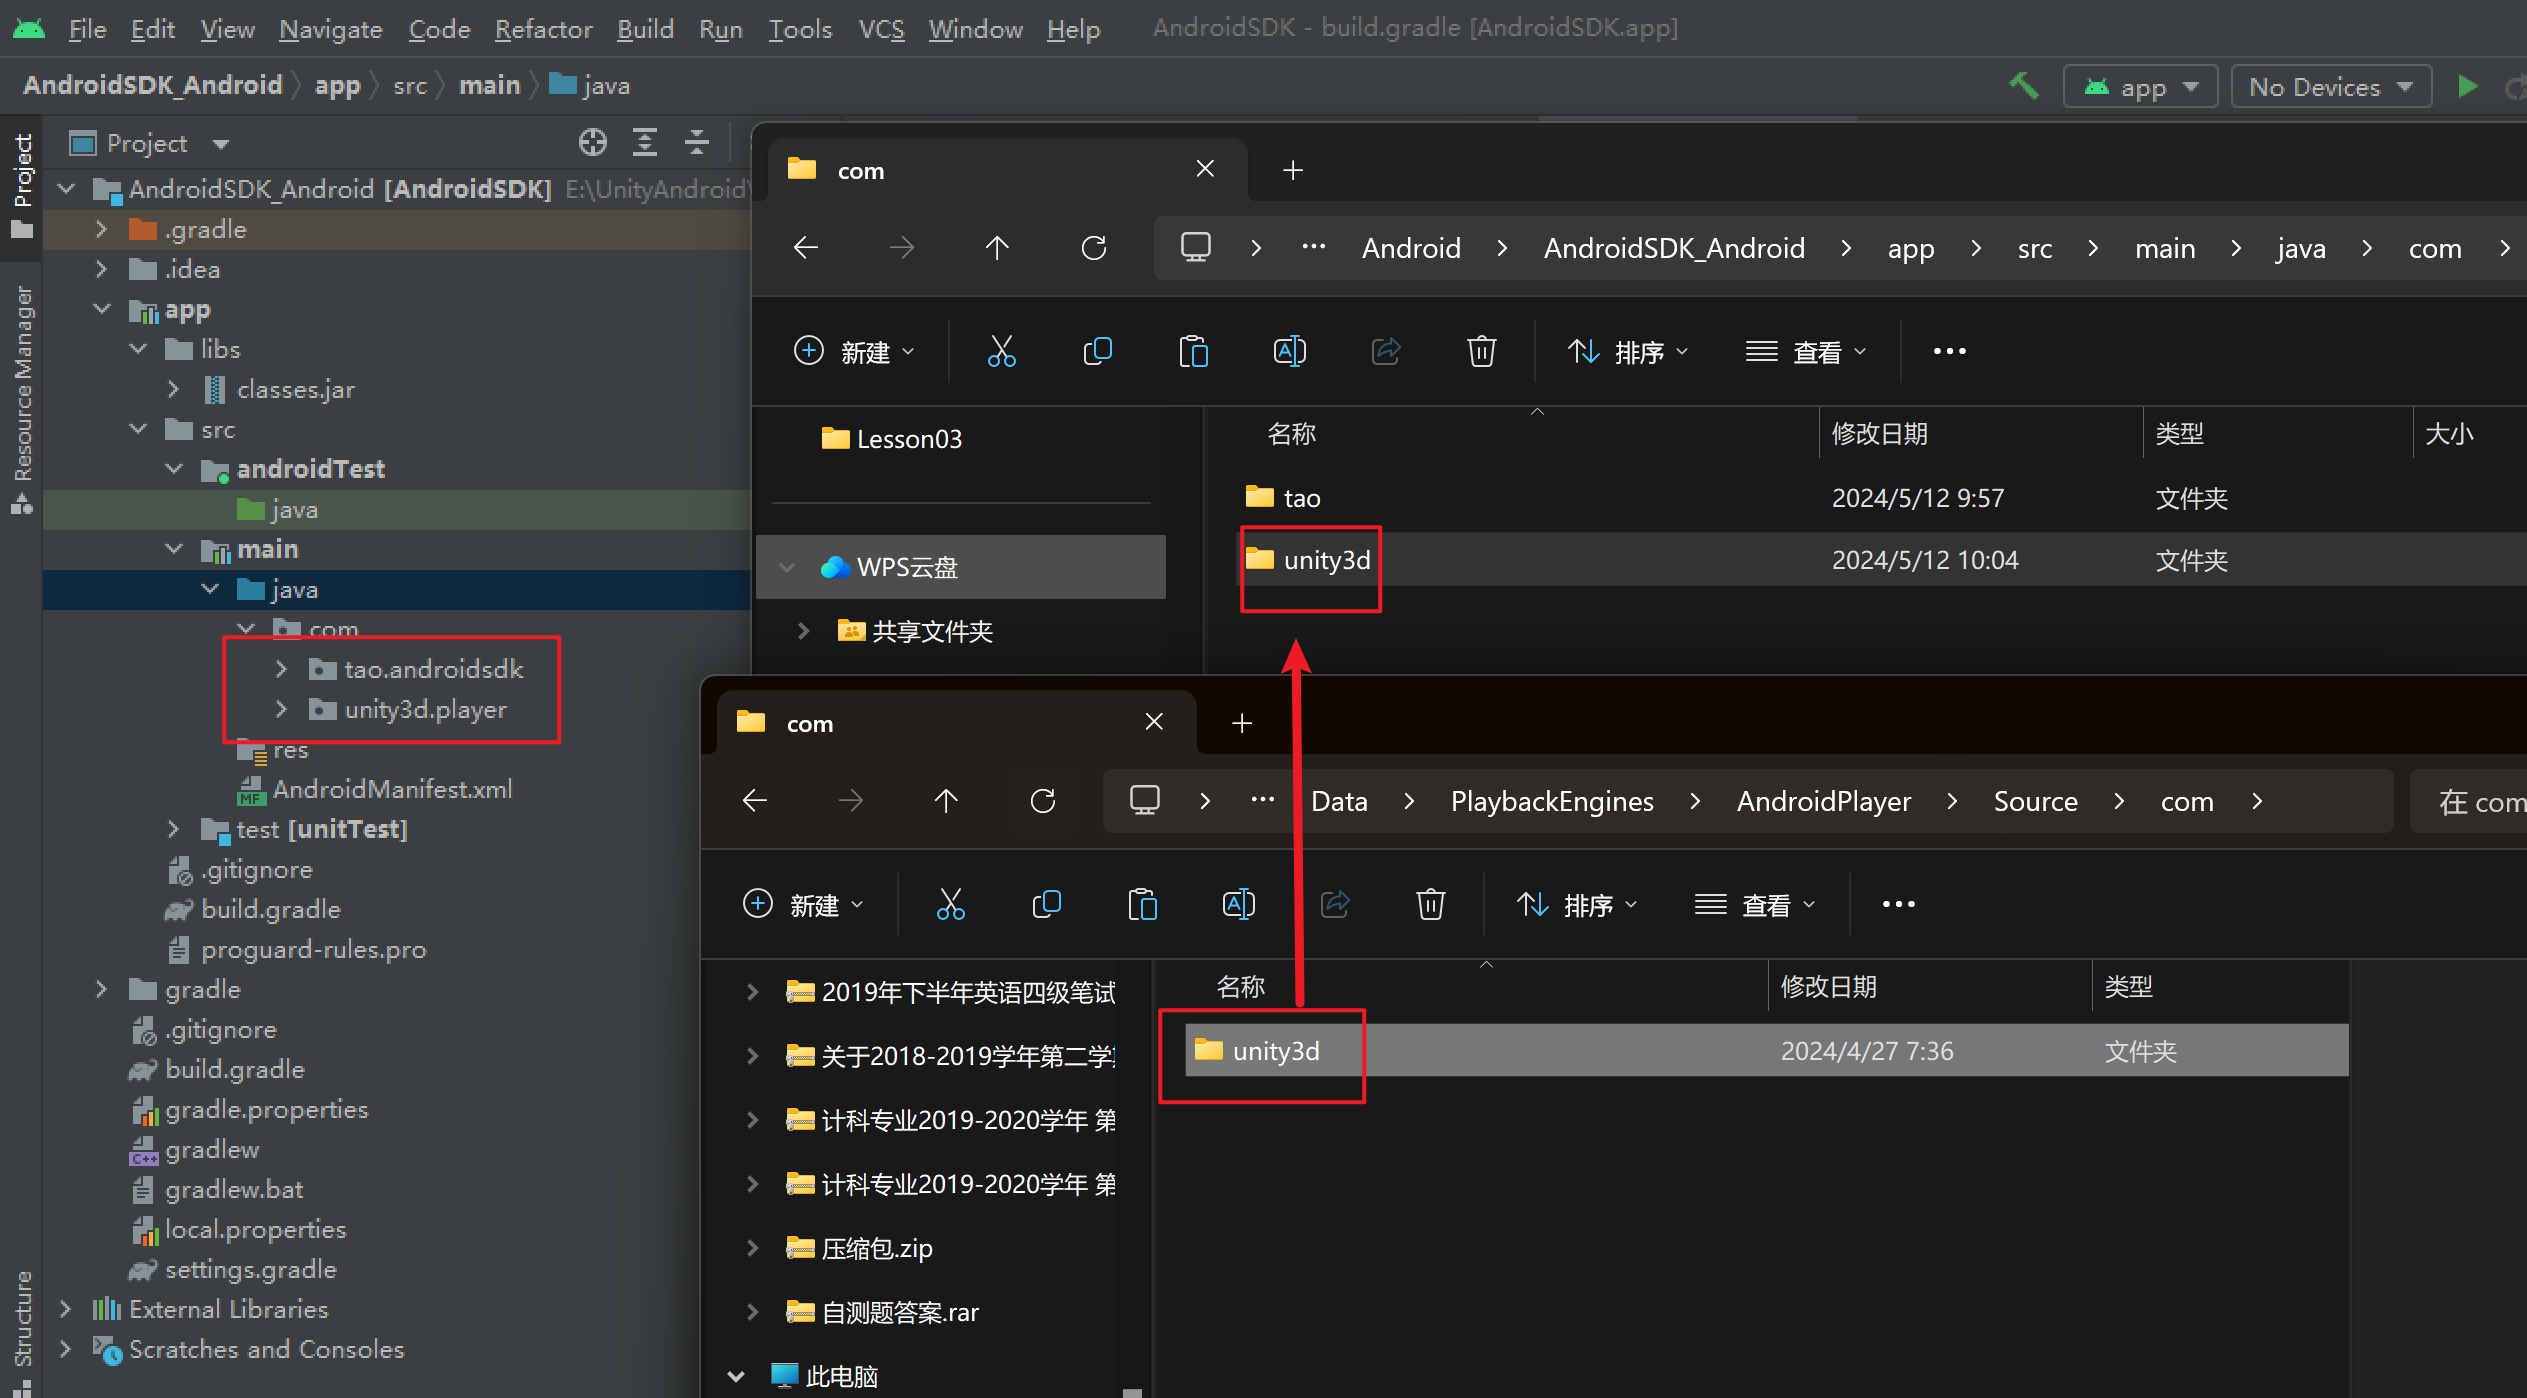 File Edit View Navigate Code Refactor Build Run Tools VCS Window Help AndroidSDK - build.gradle [AndroidSDK.app]
AndroidSDK_Android app src main java
app No Devices
Project
Resource Manager
Structure
Project
AndroidSDK_Android [AndroidSDK] E:\UnityAndroid\
.gradle
.idea
app
libs
classes.jar
src
androidTest
java
main
java
com
tao.androidsdk
unity3d.player
res
MF AndroidManifest.xml
test [unitTest]
.gitignore
build.gradle
proguard-rules.pro
gradle
.gitignore
build.gradle
gradle.properties
C++ gradlew
gradlew.bat
local.properties
settings.gradle
External Libraries
Scratches and Consoles
com
Android AndroidSDK_Android app src main java com
新建 排序 查看
Lesson03
WPS云盘
共享文件夹
名称 修改日期 类型 大小
tao 2024/5/12 9:57 文件夹
unity3d 2024/5/12 10:04 文件夹
com
Data PlaybackEngines AndroidPlayer Source com 在 com
新建 排序 查看
2019年下半年英语四级笔试
关于2018-2019学年第二学
计科专业2019-2020学年 第
计科专业2019-2020学年 第
压缩包.zip
自测题答案.rar
此电脑
名称 修改日期 类型
unity3d 2024/4/27 7:36 文件夹